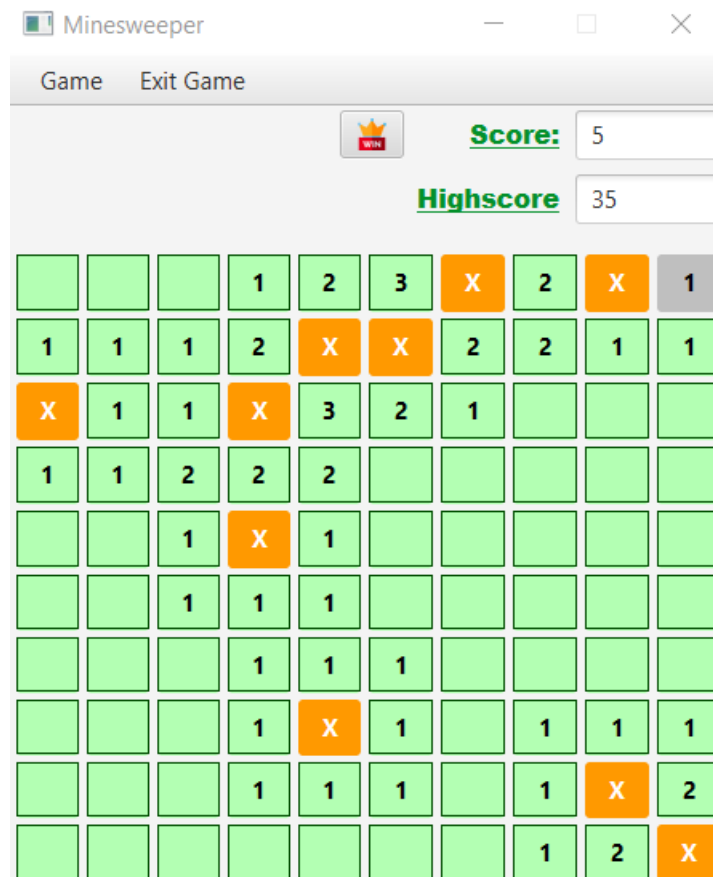 Minesweeper
Game Exit Game
WIN Score: 5
Highscore 35
1 2 3 X 2 X 1
1 1 1 2 X X 2 2 1 1
X 1 1 X 3 2 1
1 1 2 2 2
1 X 1
1 1 1
1 1 1
1 X 1 1 1 1
1 1 1 1 X 2
1 2 X